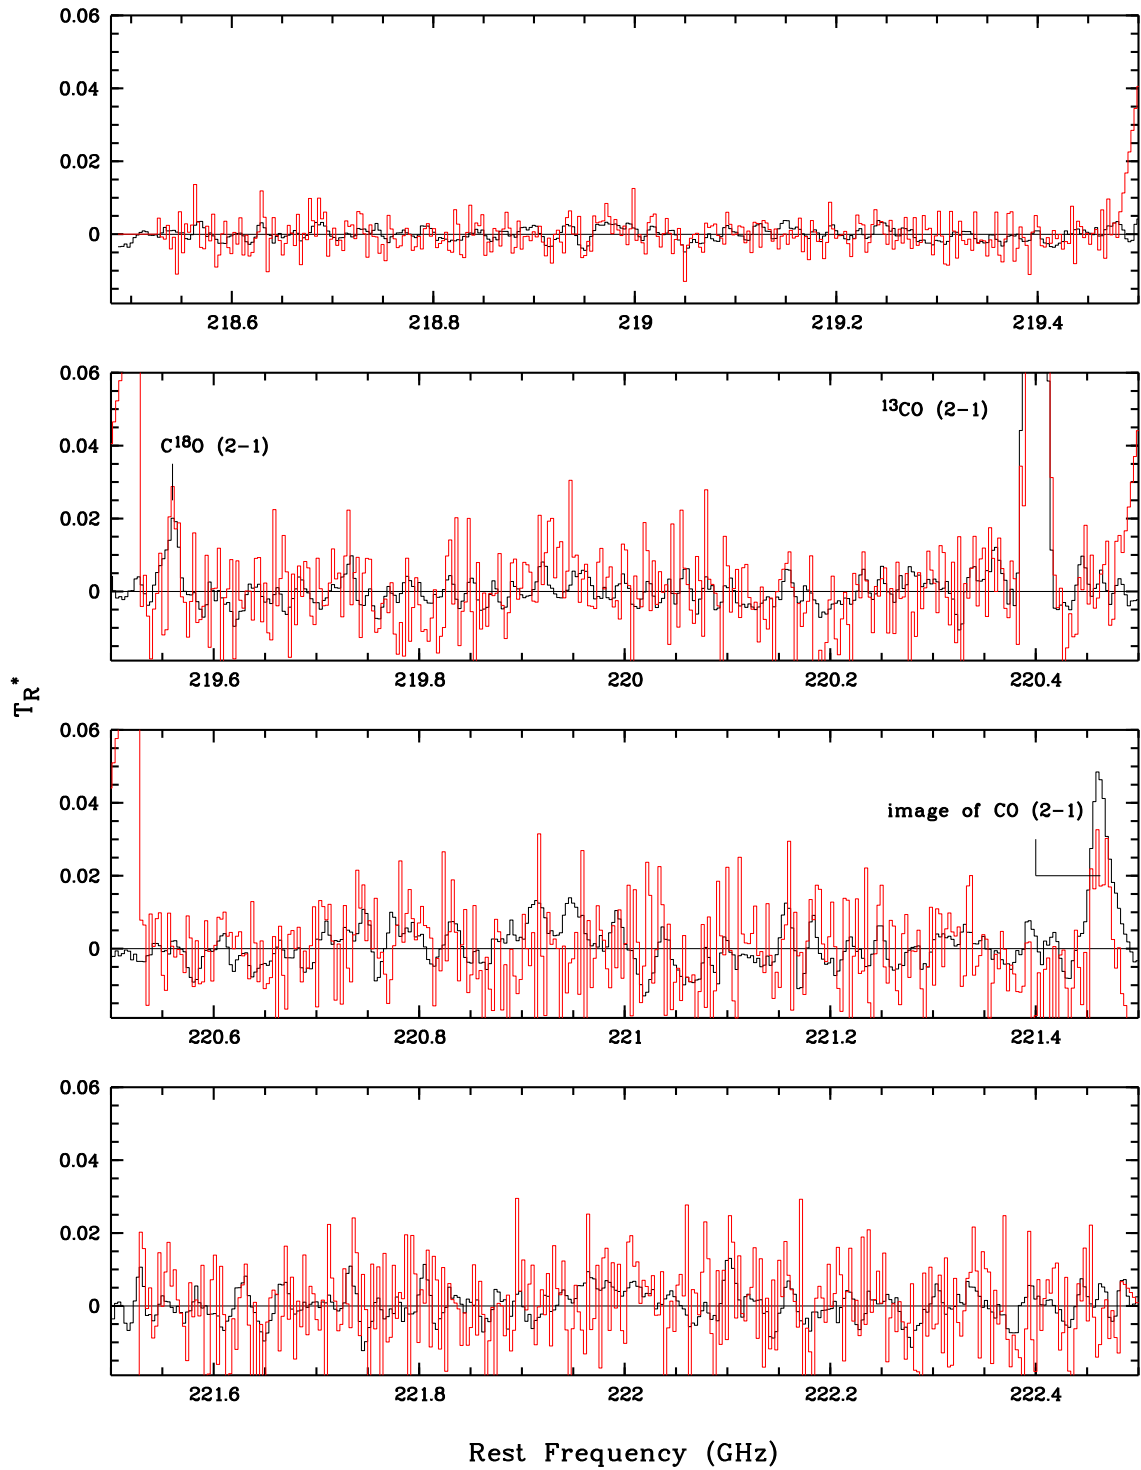 0.06
0.04
0.02
0
218.6 218.8 219 219.2 219.4
0.06
0.04
0.02
0
C¹⁸O (2−1)
¹³CO (2−1)
219.6 219.8 220 220.2 220.4
T_R*
0.06
0.04
0.02
0
image of CO (2−1)
220.6 220.8 221 221.2 221.4
0.06
0.04
0.02
0
221.6 221.8 222 222.2 222.4
Rest Frequency (GHz)